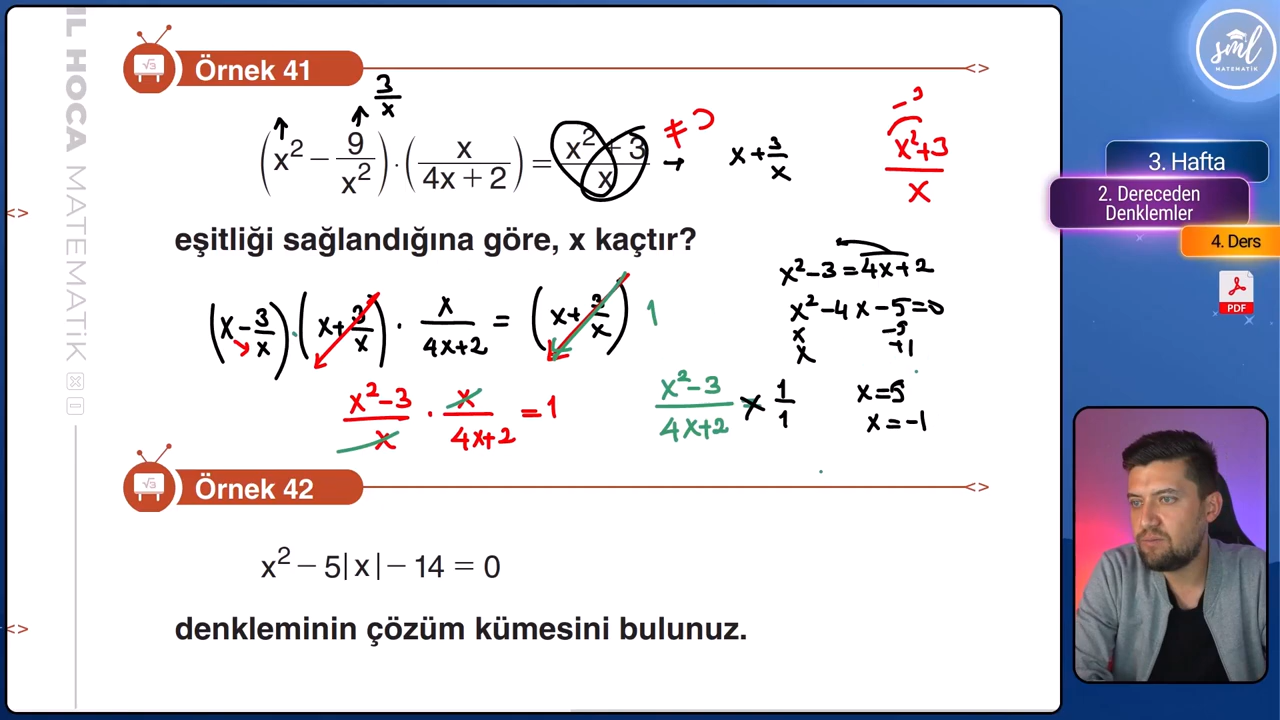 IL HOCA MATEMATİK
Örnek 41
3/x
(x² − 9/x²) · (x/(4x + 2)) = (x² + 3)/x ≠ 0 → x + 3/x
−3
(x²+3)/x
eşitliği sağlandığına göre, x kaçtır?
x²−3=4x+2
(x − 3/x) · (x + 3/x) · x/(4x+2) = (x + 3/x) 1
x²−4x−5=0
x −5
x +1
(x²−3)/x · x/(4x+2) = 1
(x²−3)/(4x+2) = 1/1
x=5
x=−1
Örnek 42
x² − 5|x| − 14 = 0
denkleminin çözüm kümesini bulunuz.
sml
MATEMATİK
3. Hafta
2. Dereceden
Denklemler
4. Ders
PDF